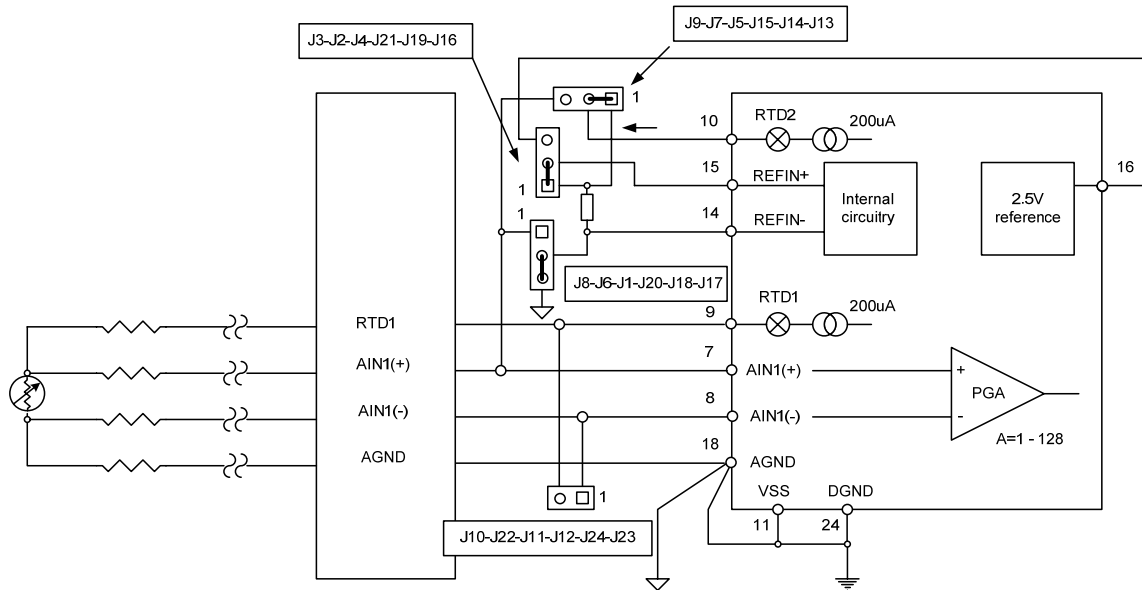 J9-J7-J5-J15-J14-J13
J3-J2-J4-J21-J19-J16
1
10
RTD2
200uA
15
REFIN+
16
1
1
14
REFIN-
Internal
circuitry
2.5V
reference
J8-J6-J1-J20-J18-J17
RTD1
9
RTD1
200uA
AIN1(+)
7
AIN1(+)
+
PGA
AIN1(-)
8
AIN1(-)
-
A=1 - 128
AGND
18
AGND
1
VSS
DGND
11
24
J10-J22-J11-J12-J24-J23